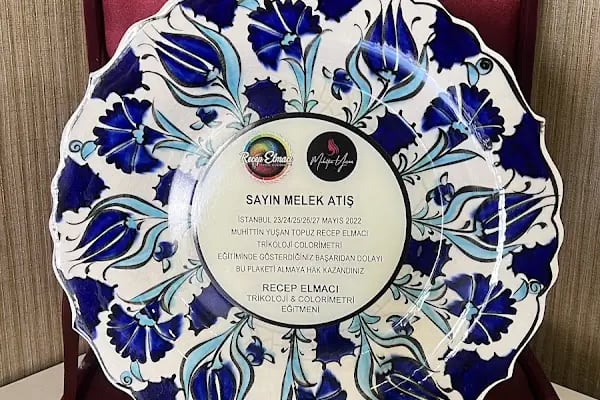 Recep Elmacı
SAYIN MELEK ATIŞ
İSTANBUL 23/24/25/26/27 MAYIS 2022
MUHİTTİN YUŞAN TOPUZ RECEP ELMACI
TRİKOLOJİ COLORİMETRİ
EĞİTİMİNDE GÖSTERDİĞİNİZ BAŞARIDAN DOLAYI
BU PLAKETİ ALMAYA HAK KAZANDINIZ
RECEP ELMACI
TRİKOLOJİ & COLORİMETRİ
EĞİTMENİ